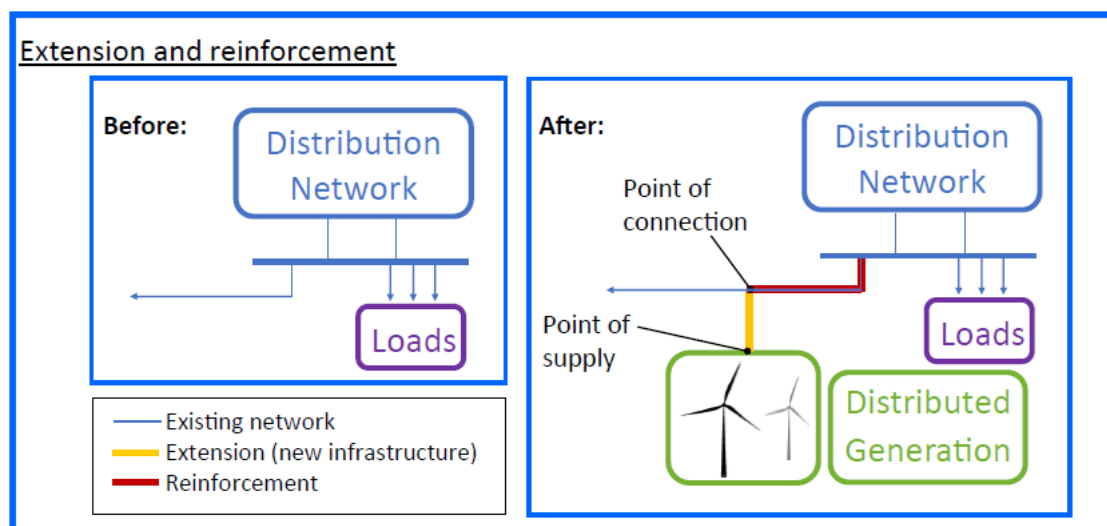 Extension and reinforcement
Before:
Distribution
Network
Loads
Existing network
Extension (new infrastructure)
Reinforcement
After:
Distribution
Network
Point of
connection
Point of
supply
Loads
Distributed
Generation